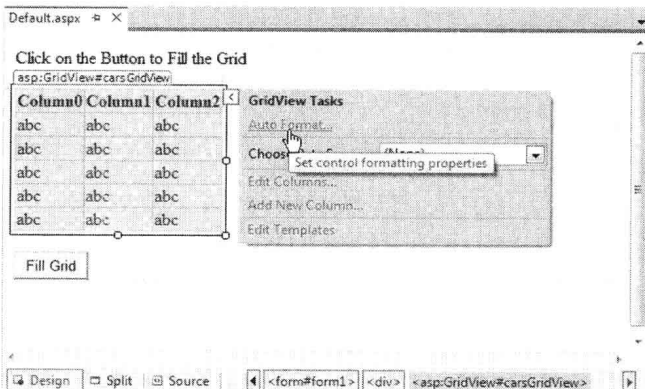 Default.aspx
Click on the Button to Fill the Grid
asp:GridView#carsGridView
Column0 Column1 Column2
abc abc abc
abc abc abc
abc abc abc
abc abc abc
abc abc abc
GridView Tasks
Auto Format...
Choose (None)
Set control formatting properties
Edit Columns...
Add New Column...
Edit Templates
Fill Grid
Design Split Source <form#form1> <div> <asp:GridView#carsGridView>